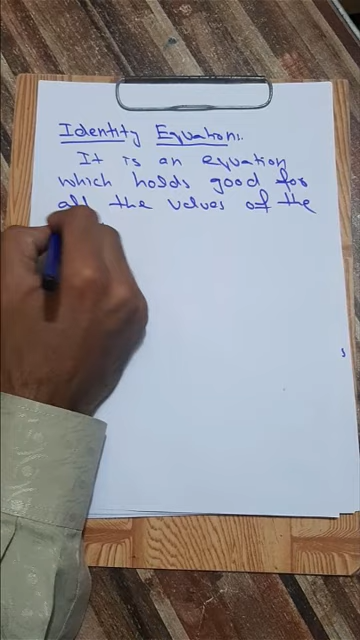 Identity Equation:
It is an equation
which holds good for
all the values of the